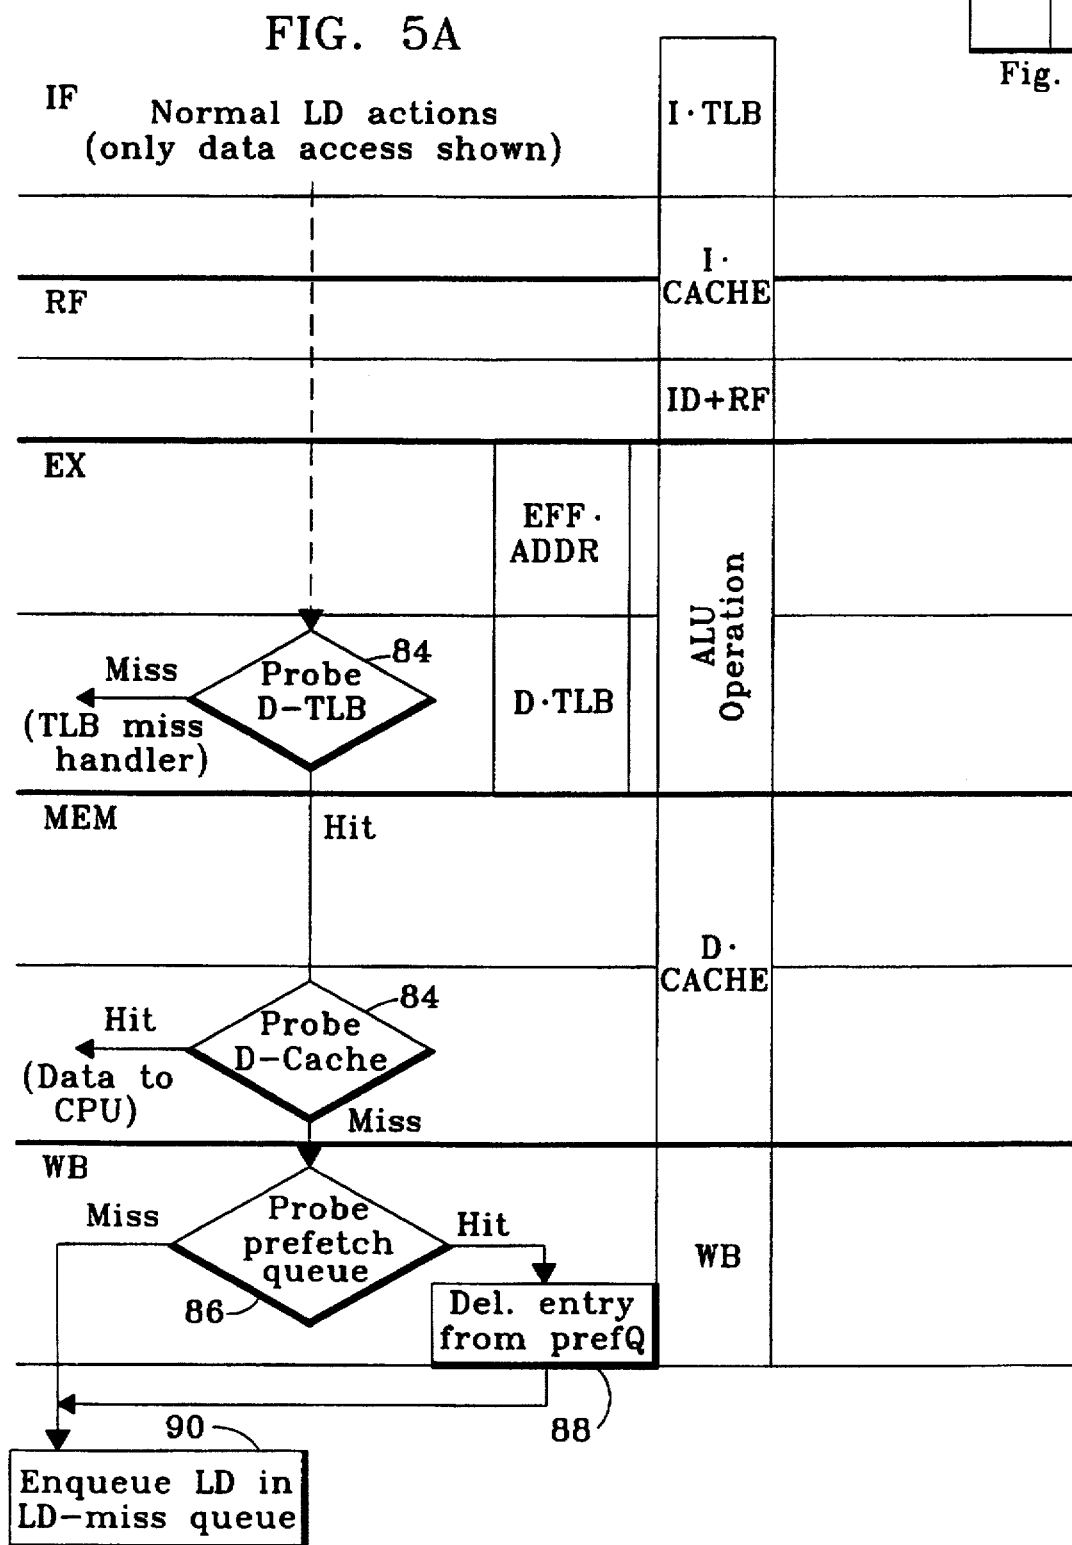 FIG. 5A
Fig.
IF
Normal LD actions
(only data access shown)
I·TLB
I·
CACHE
RF
ID+RF
EX
EFF·
ADDR
ALU
Operation
84
Miss
Probe
D-TLB
D·TLB
(TLB miss
handler)
MEM
Hit
D·
CACHE
84
Hit
Probe
D-Cache
(Data to
CPU)
Miss
WB
Miss
Probe
prefetch
queue
Hit
WB
86
Del. entry
from prefQ
88
90
Enqueue LD in
LD-miss queue